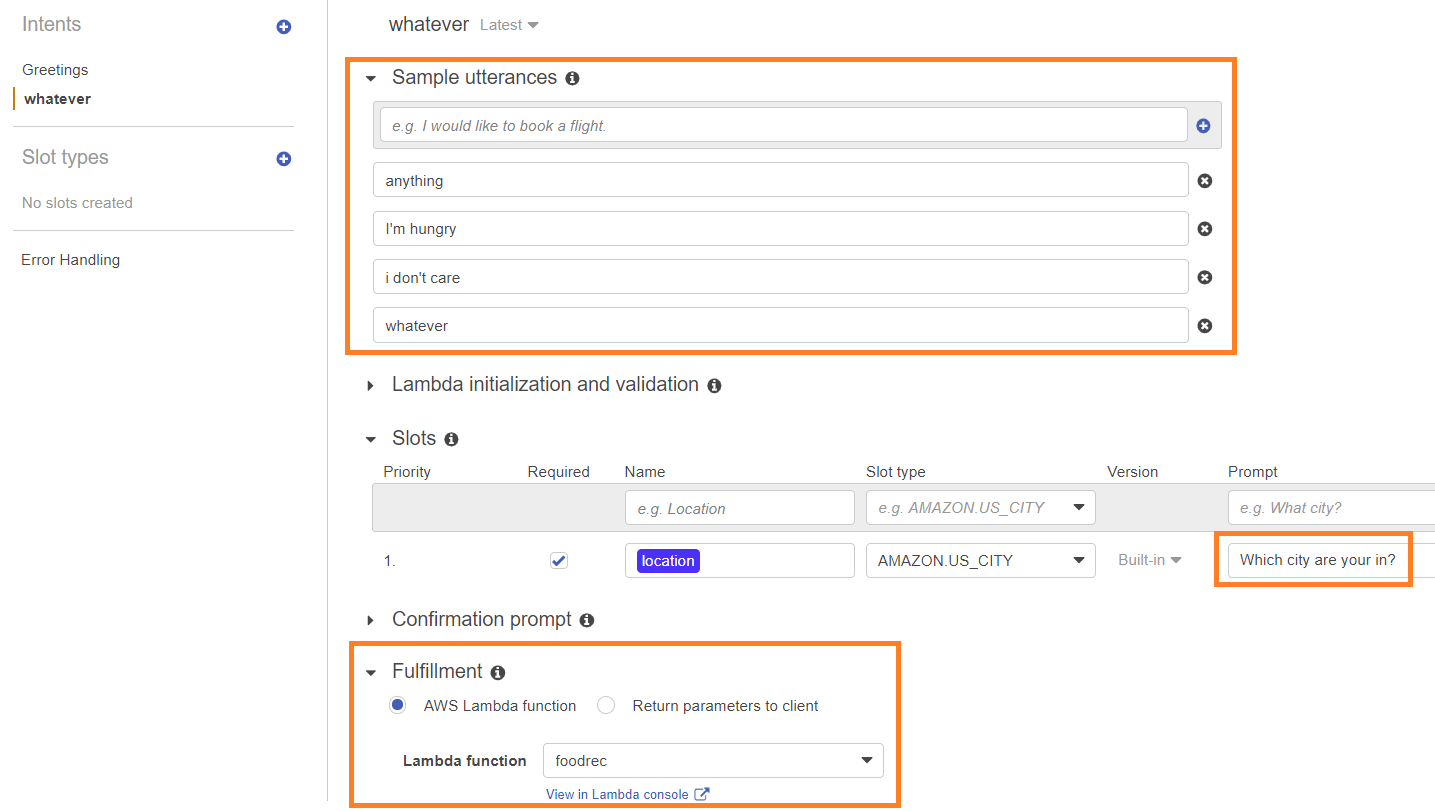 Intents
Greetings
whatever
Slot types
No slots created
Error Handling
whatever Latest
Sample utterances
e.g. I would like to book a flight.
anything
I'm hungry
i don't care
whatever
Lambda initialization and validation
Slots
Priority Required Name Slot type Version Prompt
e.g. Location e.g. AMAZON.US_CITY e.g. What city?
1. location AMAZON.US_CITY Built-in Which city are your in?
Confirmation prompt
Fulfillment
AWS Lambda function Return parameters to client
Lambda function foodrec
View in Lambda console